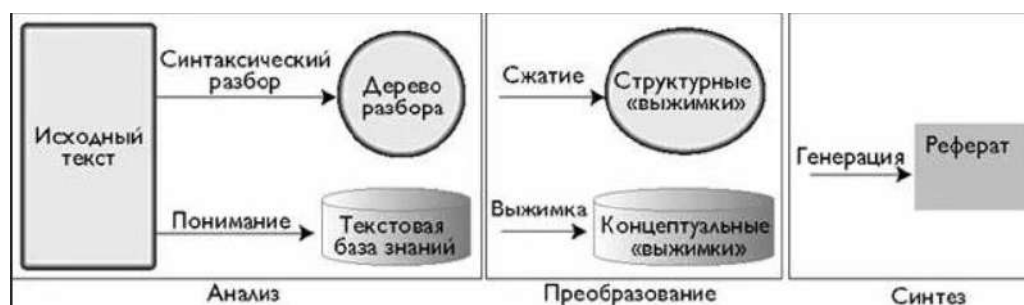 Исходный
текст
Синтаксический
разбор
Дерево
разбора
Понимание
Текстовая
база знаний
Анализ
Сжатие
Структурные
«выжимки»
Выжимка
Концептуальные
«выжимки»
Преобразование
Генерация
Реферат
Синтез